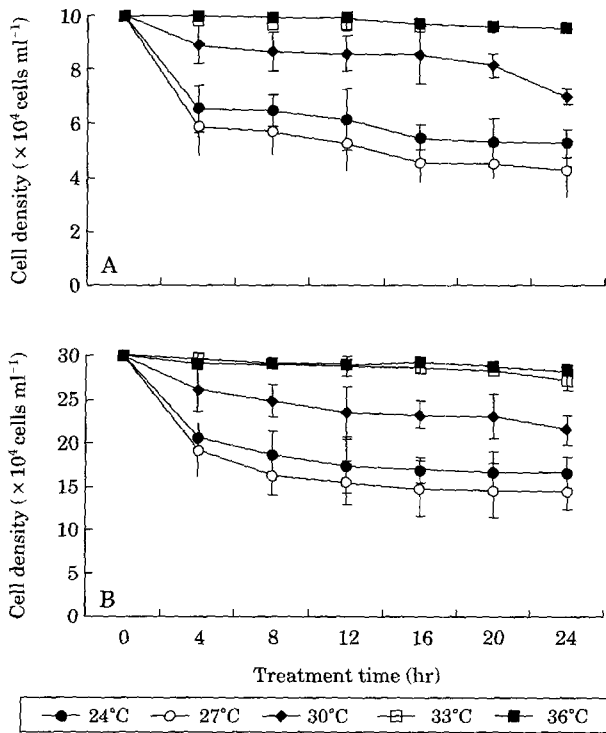 10
8
6
4
2
0
Cell density (×10⁴ cells ml⁻¹)
A
30
25
20
15
10
5
0
Cell density (×10⁴ cells ml⁻¹)
B
0 4 8 12 16 20 24
Treatment time (hr)
24°C 27°C 30°C 33°C 36°C